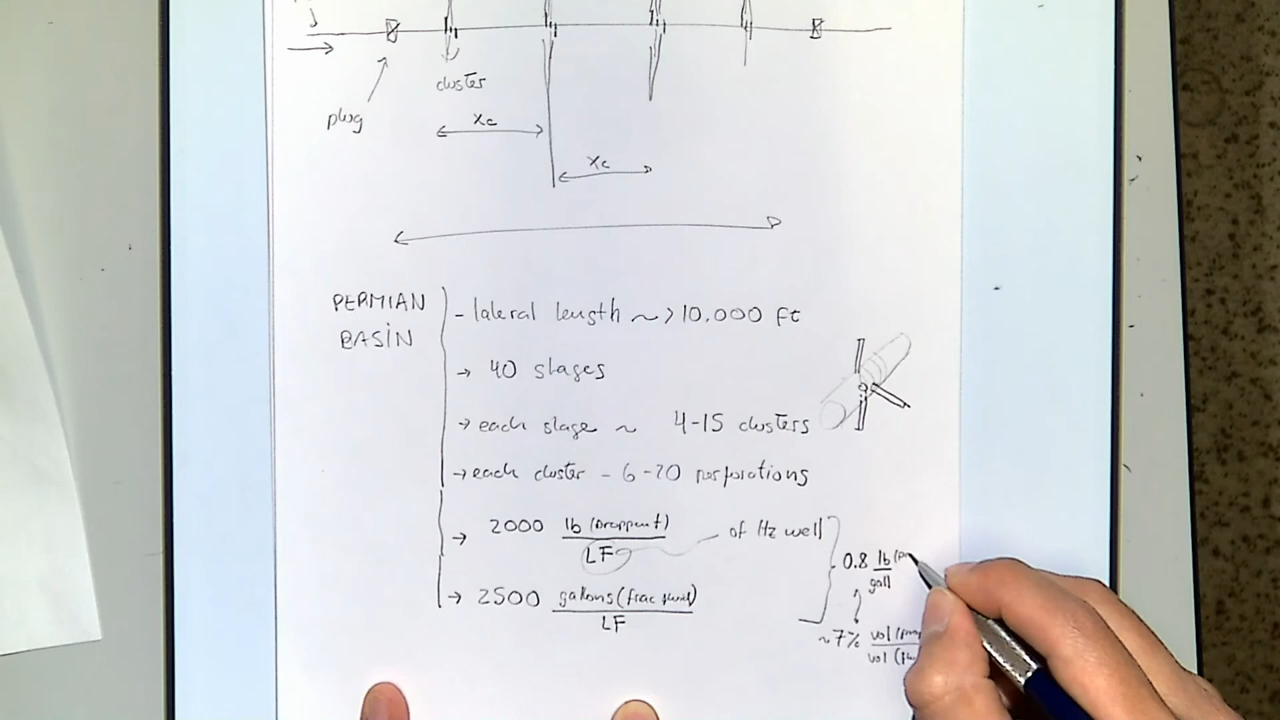 cluster
plug
xc
xc
PERMIAN BASIN
- lateral length ~ > 10.000 ft
→ 40 stages
→ each stage ~ 4-15 clusters
→ each cluster - 6-20 perforations
→ 2000 lb (proppant) / LF of Hz well
→ 2500 gallons (frac fluid) / LF
0.8 lb / gall
~7% vol / vol